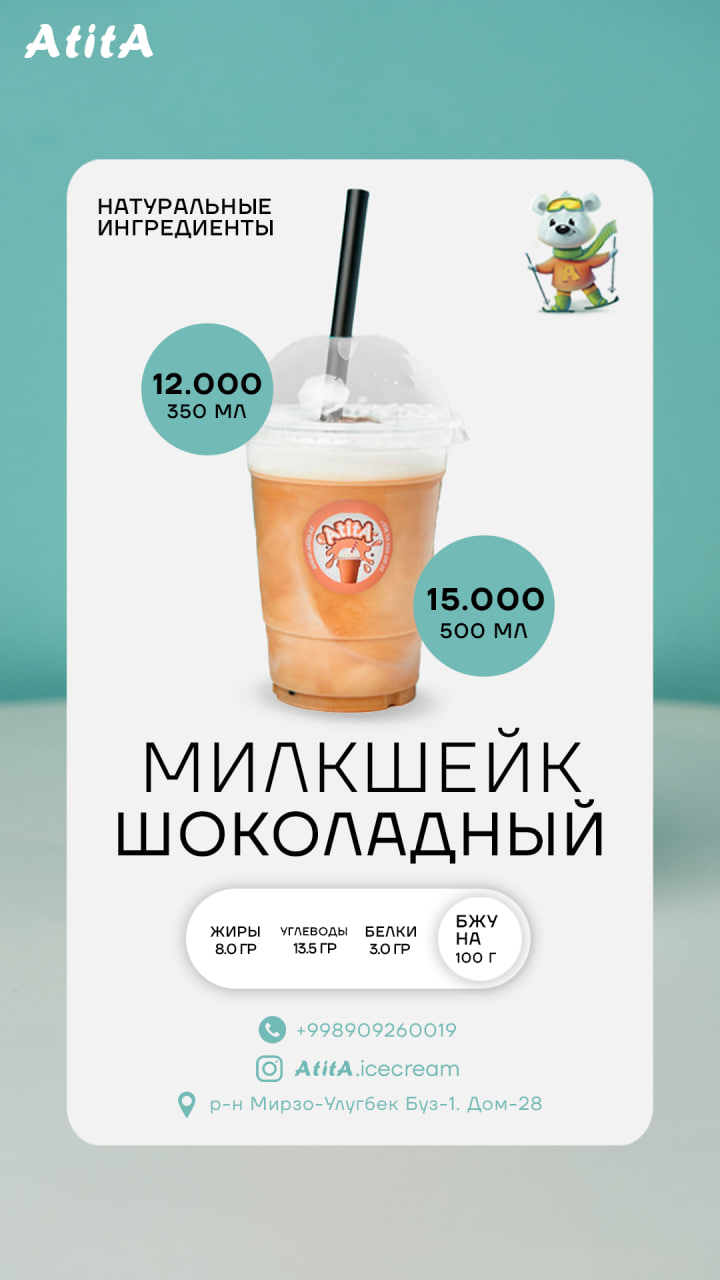 AtitA
НАТУРАЛЬНЫЕ
ИНГРЕДИЕНТЫ
12.000
350 МЛ
AtitA
15.000
500 МЛ
МИЛКШЕЙК
ШОКОЛАДНЫЙ
ЖИРЫ
8.0 ГР
УГЛЕВОДЫ
13.5 ГР
БЕЛКИ
3.0 ГР
БЖУ
НА
100 Г
+998909260019
AtitA.icecream
р-н Мирзо-Улугбек Буз-1. Дом-28